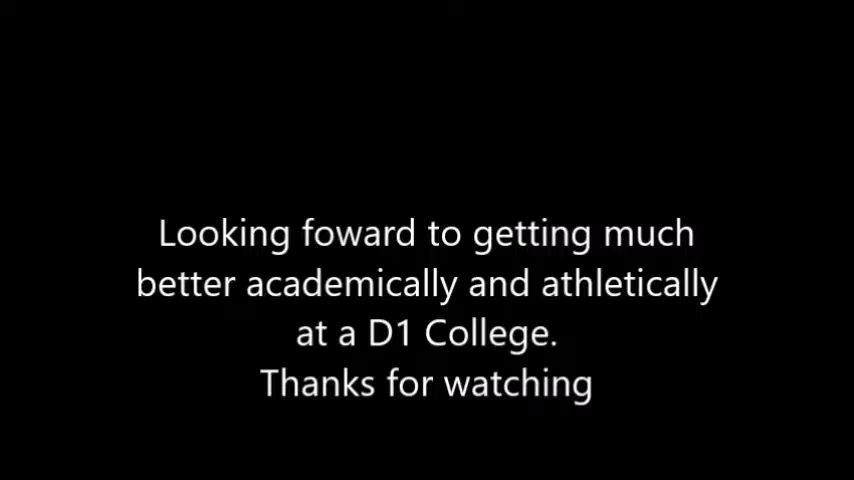 Looking foward to getting much
better academically and athletically
at a D1 College.
Thanks for watching